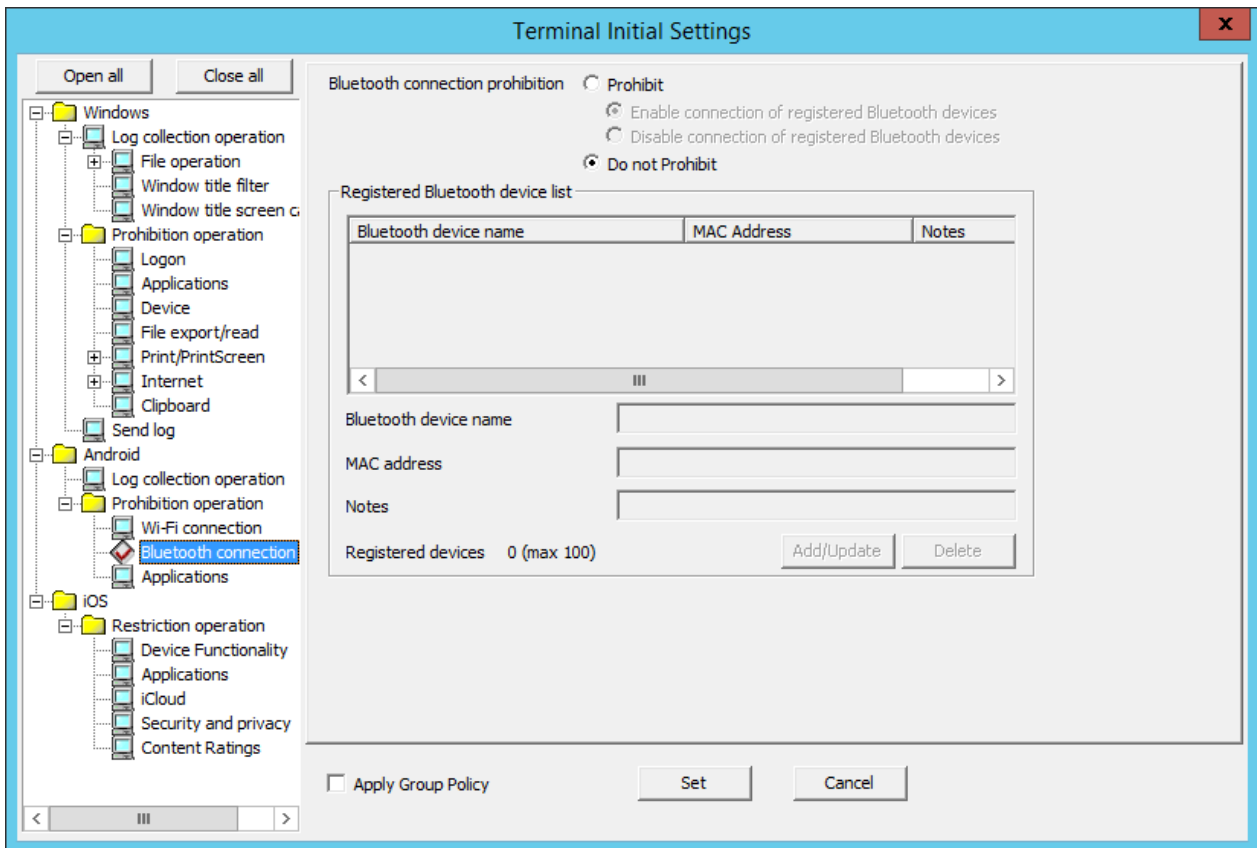 Terminal Initial Settings
x
Open all
Close all
Windows
Log collection operation
File operation
Window title filter
Window title screen ca
Prohibition operation
Logon
Applications
Device
File export/read
Print/PrintScreen
Internet
Clipboard
Send log
Android
Log collection operation
Prohibition operation
Wi-Fi connection
Bluetooth connection
Applications
iOS
Restriction operation
Device Functionality
Applications
iCloud
Security and privacy
Content Ratings
Bluetooth connection prohibition
Prohibit
Enable connection of registered Bluetooth devices
Disable connection of registered Bluetooth devices
Do not Prohibit
Registered Bluetooth device list
Bluetooth device name
MAC Address
Notes
Bluetooth device name
MAC address
Notes
Registered devices 0 (max 100)
Add/Update
Delete
Apply Group Policy
Set
Cancel